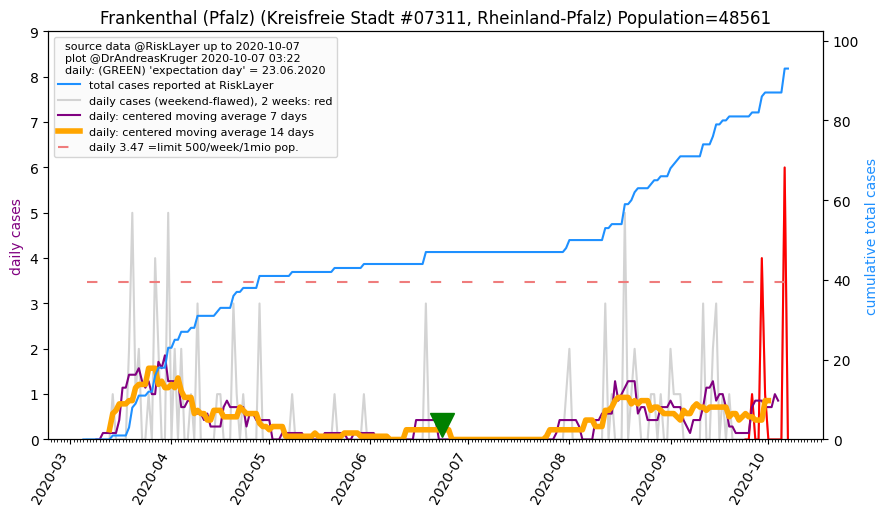 Frankenthal (Pfalz) (Kreisfreie Stadt #07311, Rheinland-Pfalz) Population=48561
source data @RiskLayer up to 2020-10-07
plot @DrAndreasKruger 2020-10-07 03:22
daily: (GREEN) 'expectation day' = 23.06.2020
total cases reported at RiskLayer
daily cases (weekend-flawed), 2 weeks: red
daily: centered moving average 7 days
daily: centered moving average 14 days
daily 3.47 =limit 500/week/1mio pop.
daily cases
9
8
7
6
5
4
3
2
1
0
100
80
60
40
20
0
cumulative total cases
2020-03
2020-04
2020-05
2020-06
2020-07
2020-08
2020-09
2020-10